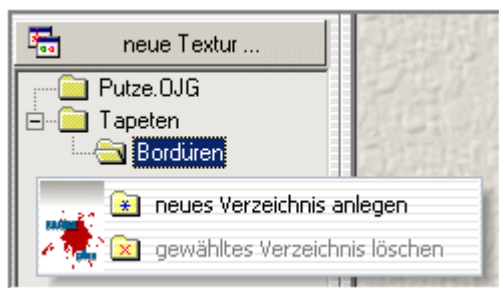 neue Textur ...
Putze.OJG
Tapeten
Bordüren
neues Verzeichnis anlegen
gewähltes Verzeichnis löschen